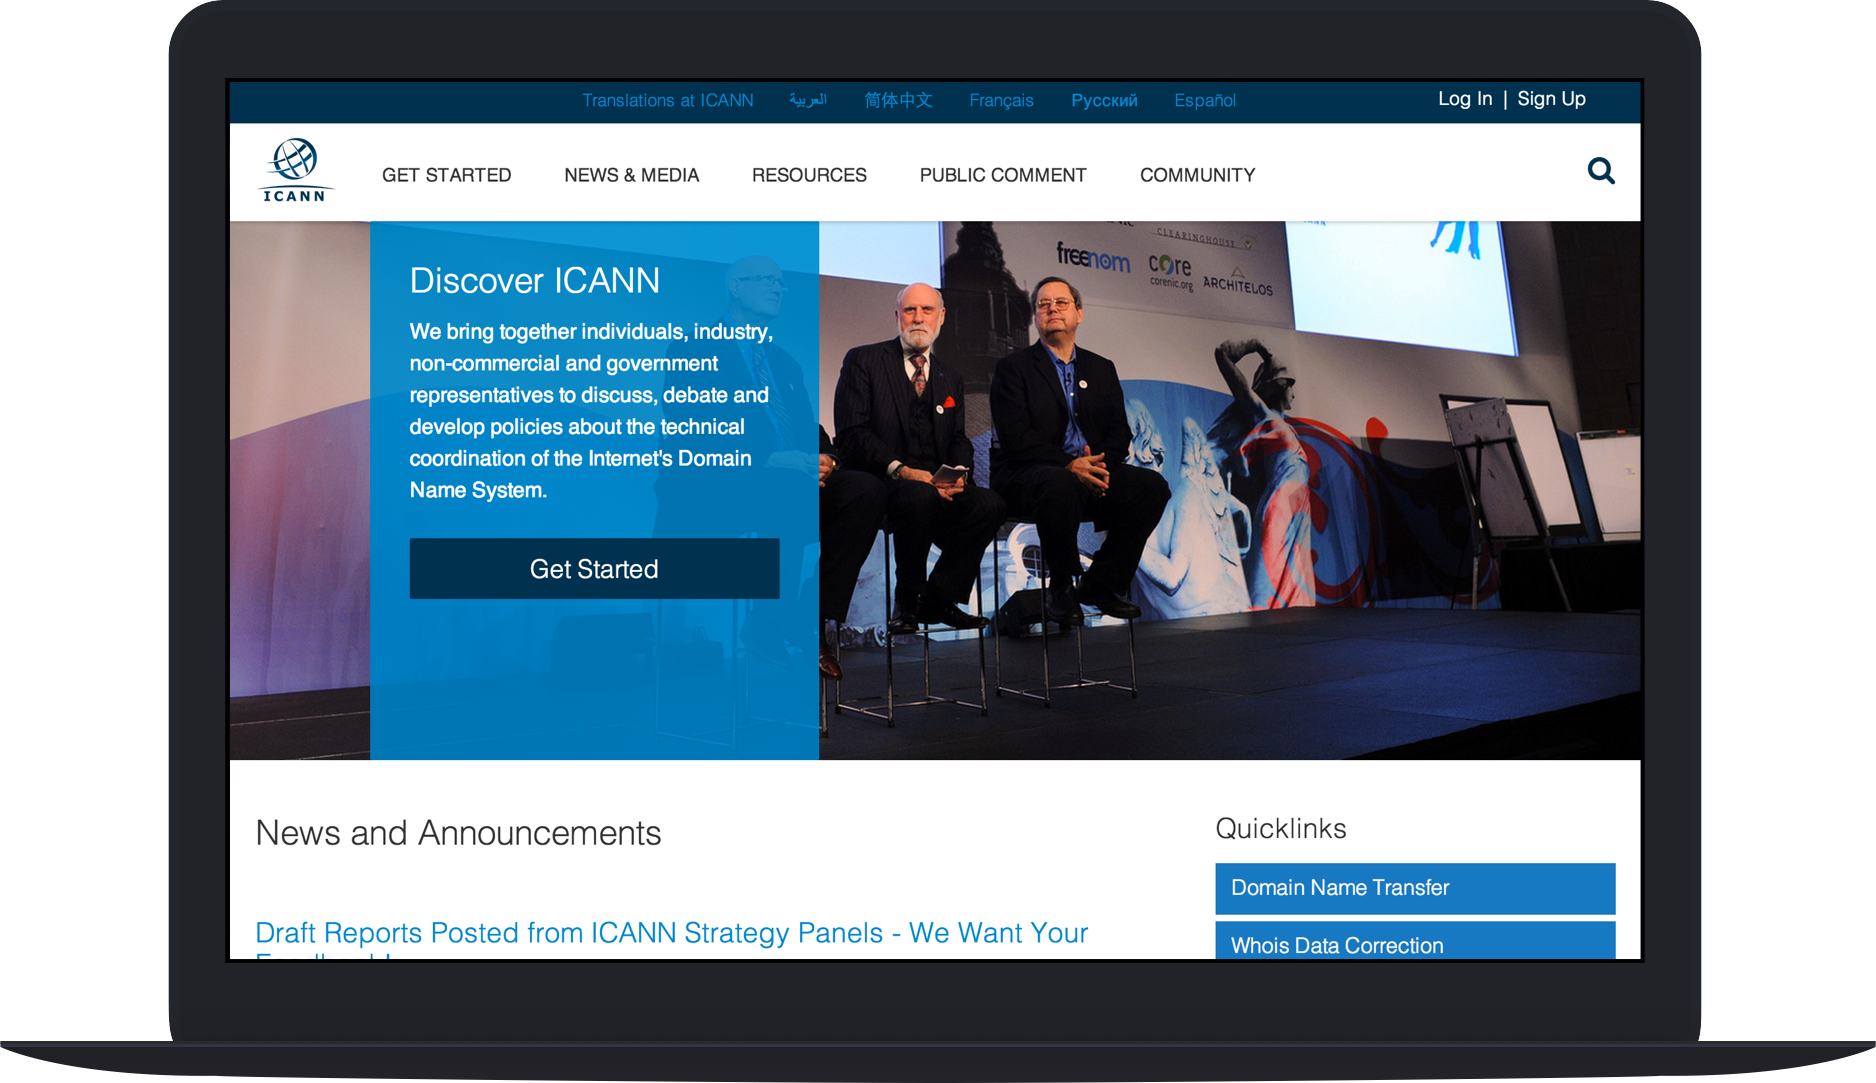 Translations at ICANN العربية 简体中文 Français Русский Español Log In | Sign Up
ICANN
GET STARTED NEWS & MEDIA RESOURCES PUBLIC COMMENT COMMUNITY
CLEARINGHOUSE
freenom
core
corenic.org
ARCHITELOS
Discover ICANN
We bring together individuals, industry,
non-commercial and government
representatives to discuss, debate and
develop policies about the technical
coordination of the Internet's Domain
Name System.
Get Started
News and Announcements
Draft Reports Posted from ICANN Strategy Panels - We Want Your
Quicklinks
Domain Name Transfer
Whois Data Correction